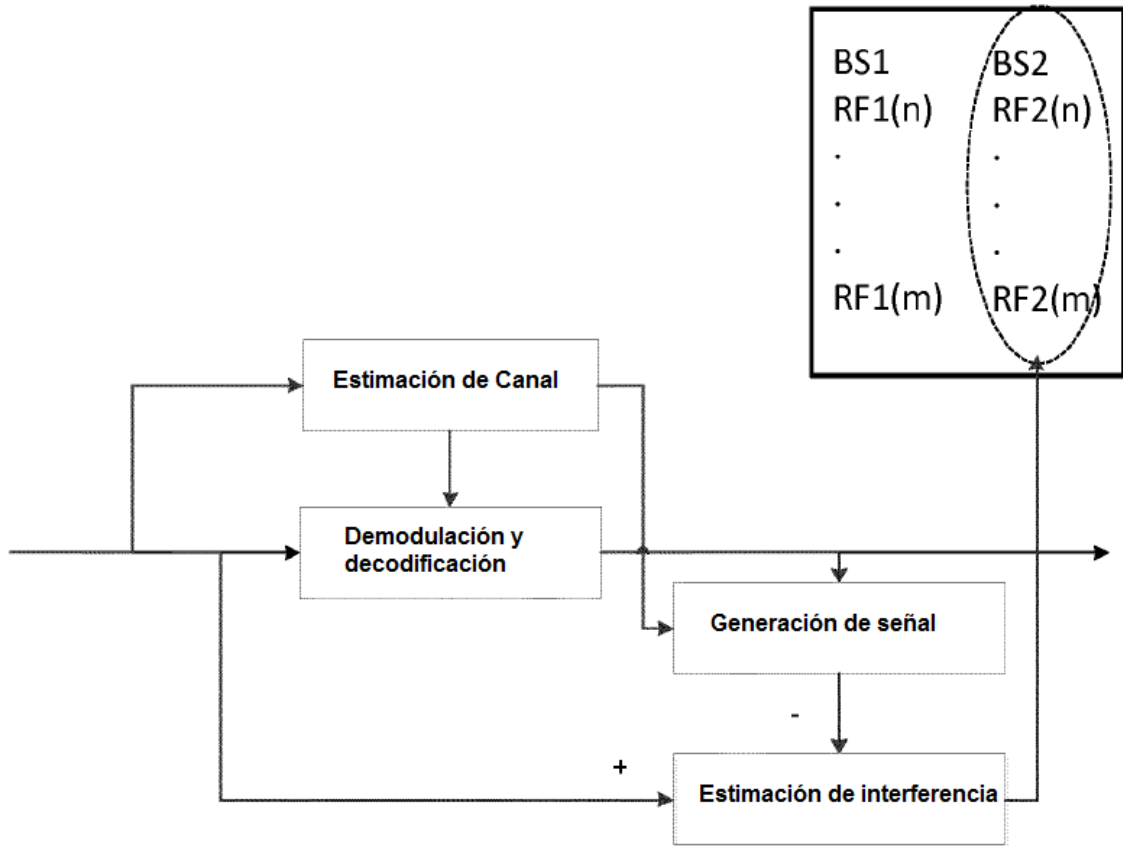 BS1 BS2
RF1(n) RF2(n)
. .
. .
. .
RF1(m) RF2(m)
Estimación de Canal
Demodulación y
decodificación
Generación de señal
-
+
Estimación de interferencia